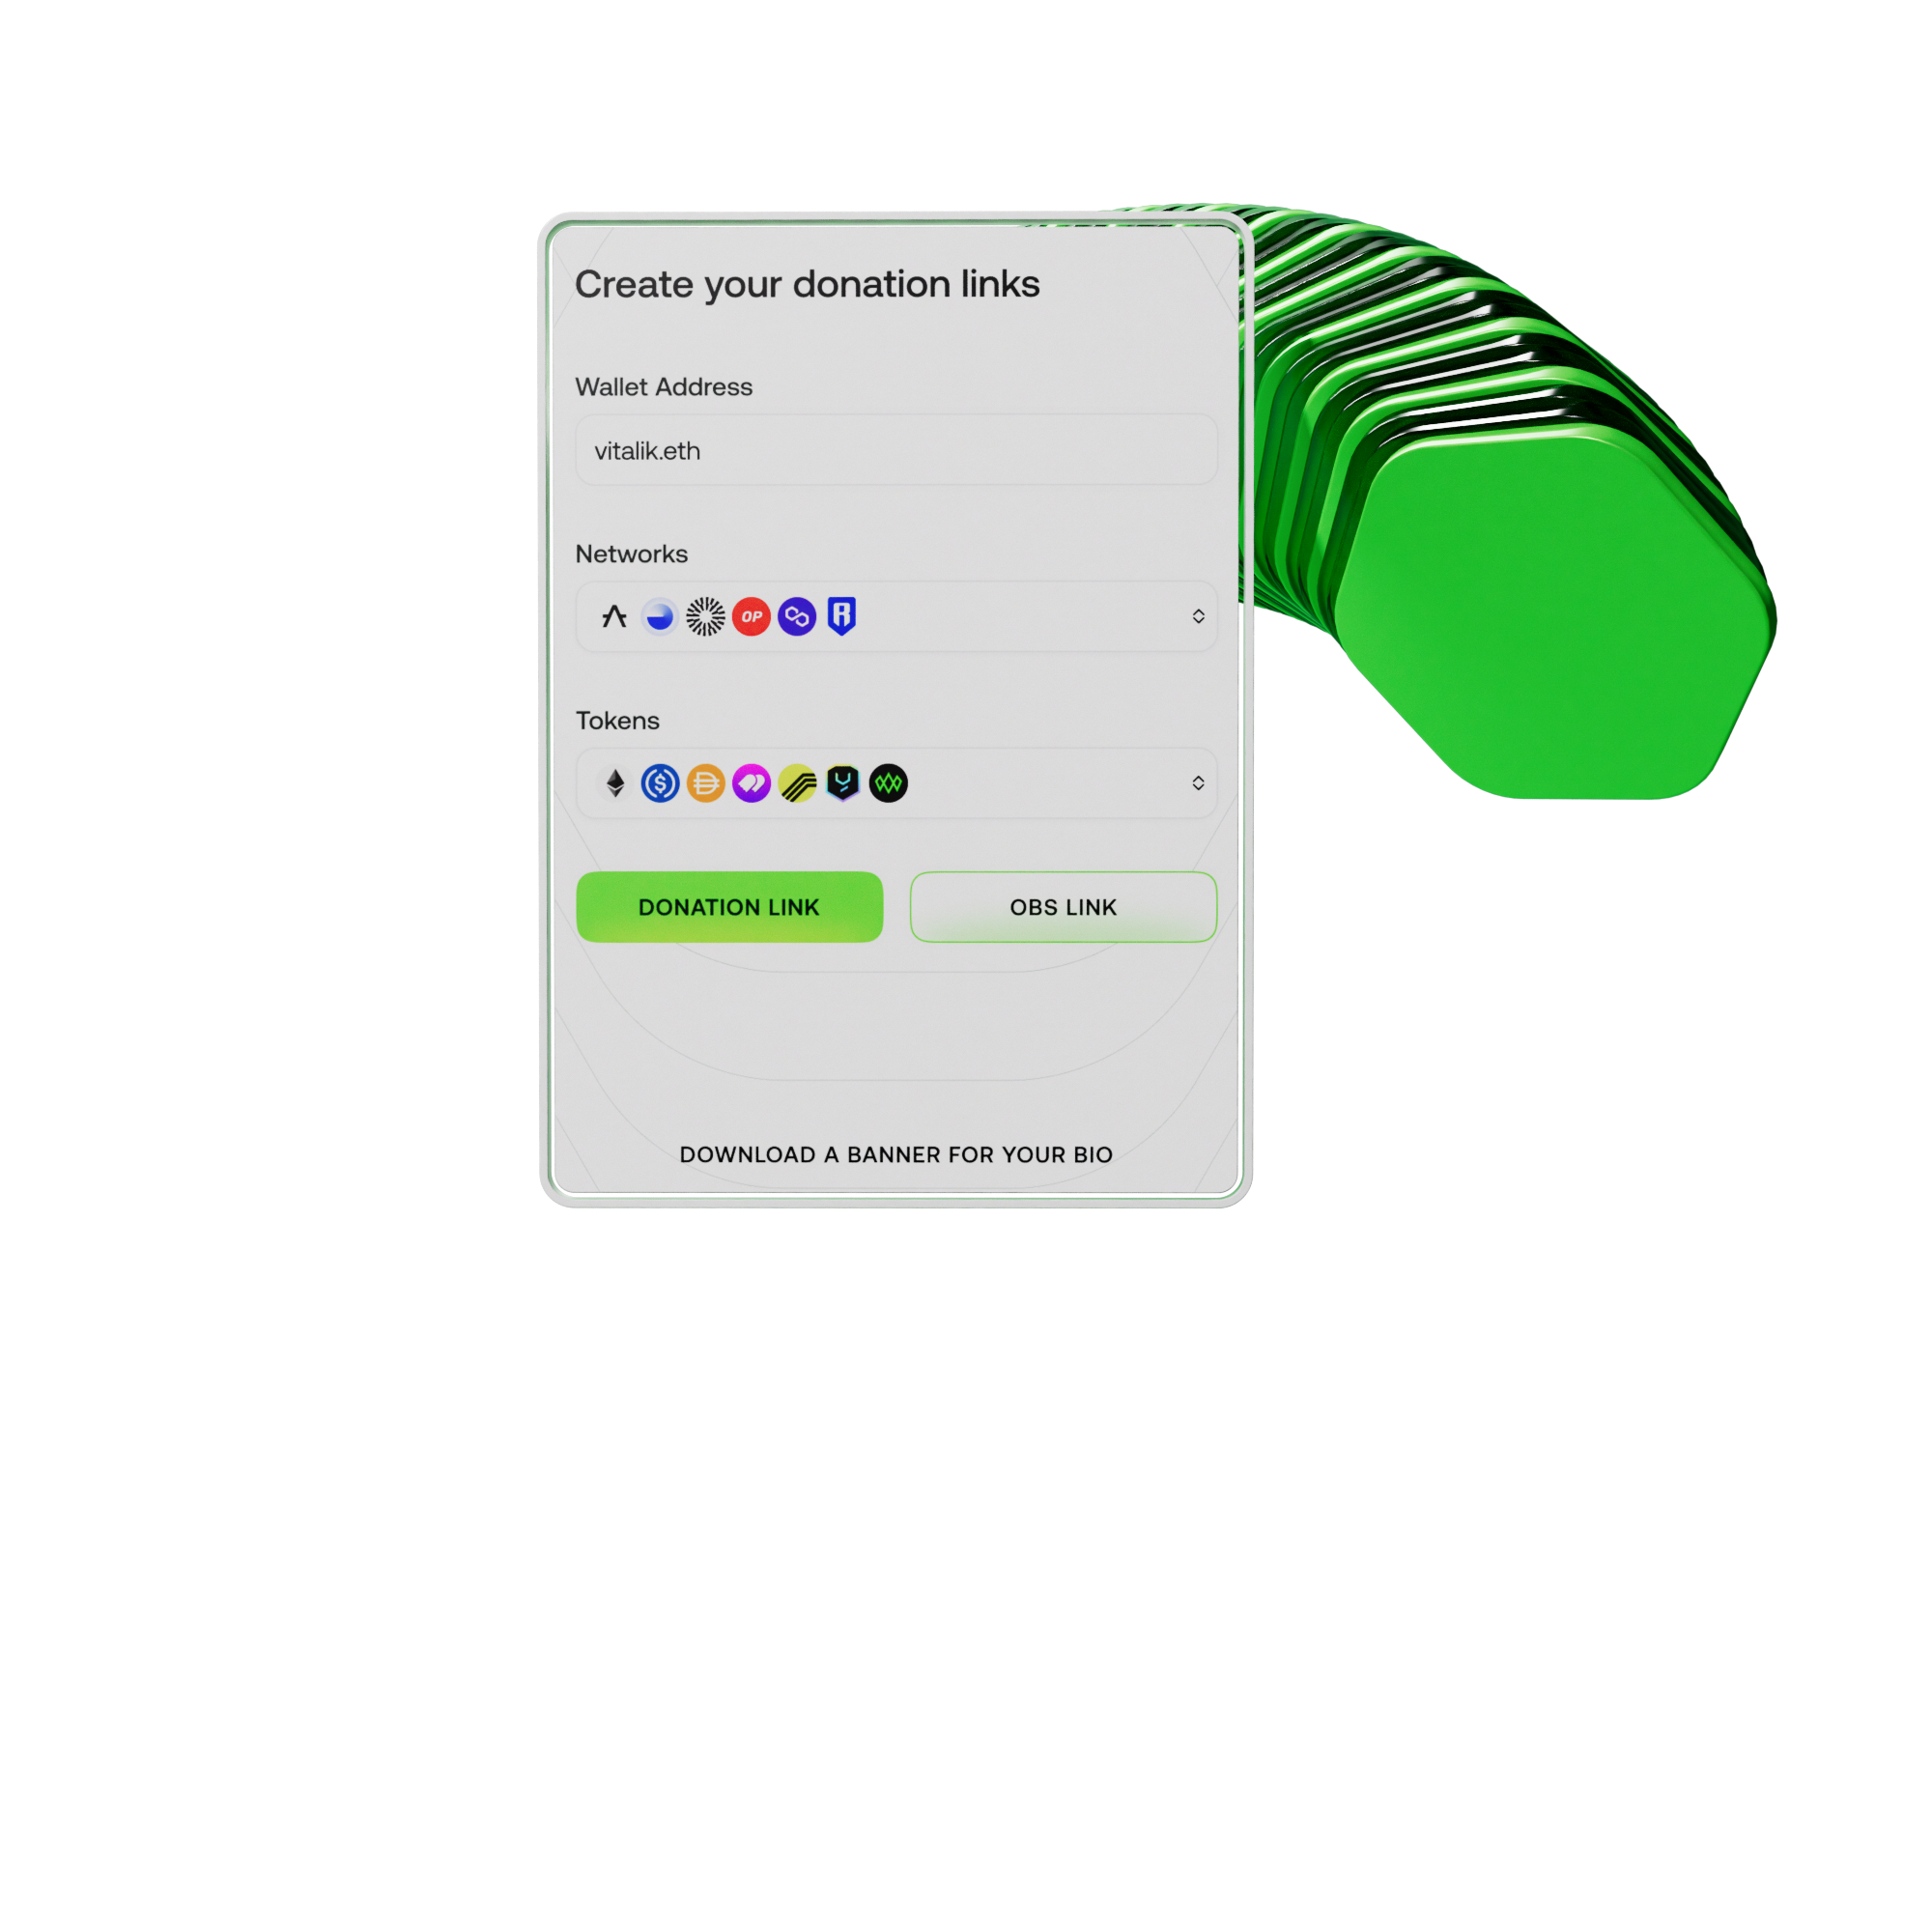 Create your donation links
Wallet Address
vitalik.eth
Networks
OP
Tokens
DONATION LINK
OBS LINK
DOWNLOAD A BANNER FOR YOUR BIO